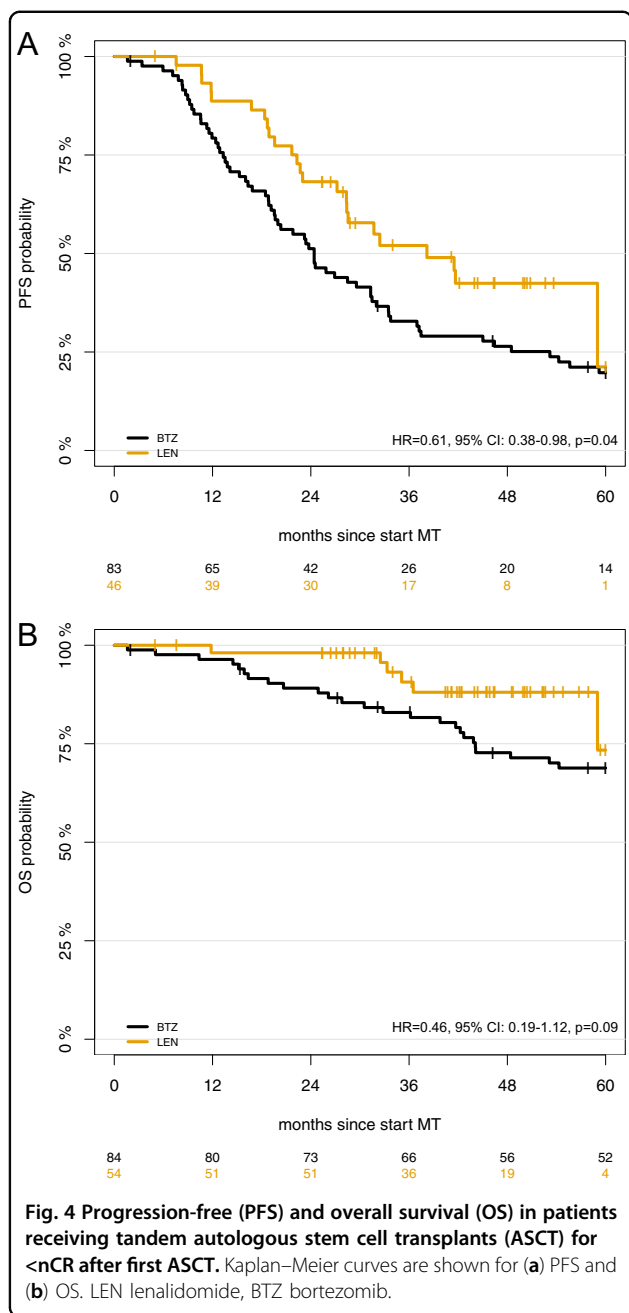 A
PFS probability
100 %
75 %
50 %
25 %
0 %
BTZ
LEN
HR=0.61, 95% CI: 0.38-0.98, p=0.04
0 12 24 36 48 60
months since start MT
83 65 42 26 20 14
46 39 30 17 8 1
B
OS probability
100 %
75 %
50 %
25 %
0 %
BTZ
LEN
HR=0.46, 95% CI: 0.19-1.12, p=0.09
0 12 24 36 48 60
months since start MT
84 80 73 66 56 52
54 51 51 36 19 4
Fig. 4 Progression-free (PFS) and overall survival (OS) in patients
receiving tandem autologous stem cell transplants (ASCT) for
<nCR after first ASCT. Kaplan–Meier curves are shown for (a) PFS and
(b) OS. LEN lenalidomide, BTZ bortezomib.